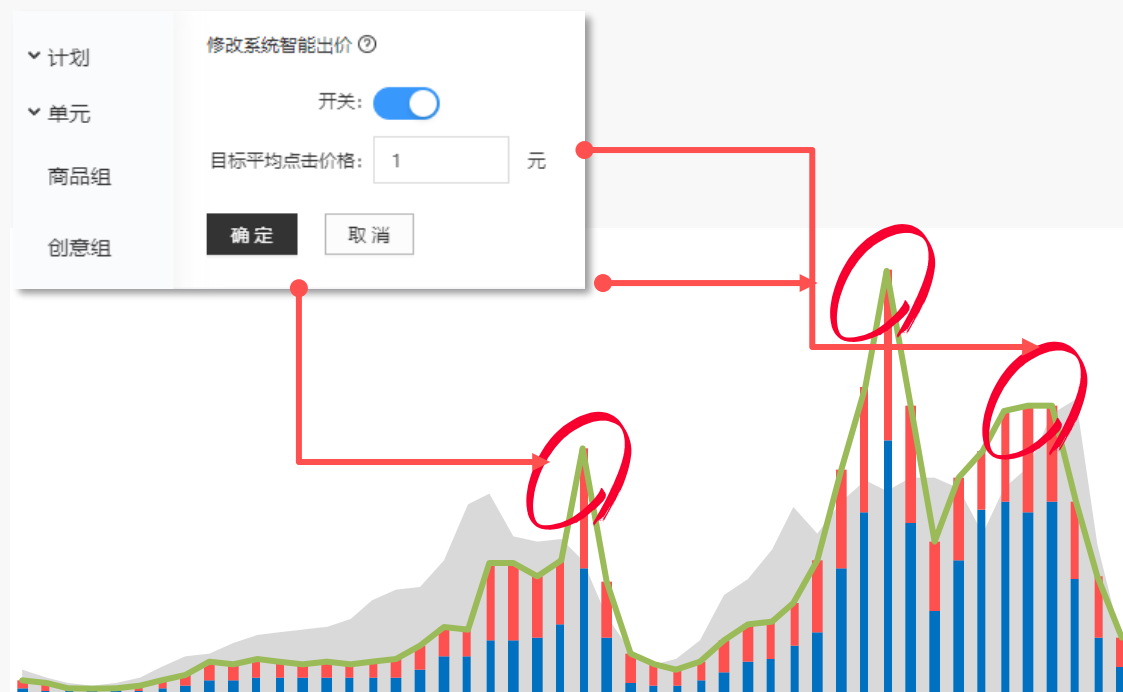 计划
单元
商品组
创意组
修改系统智能出价
开关：
目标平均点击价格： 1 元
确定 取消